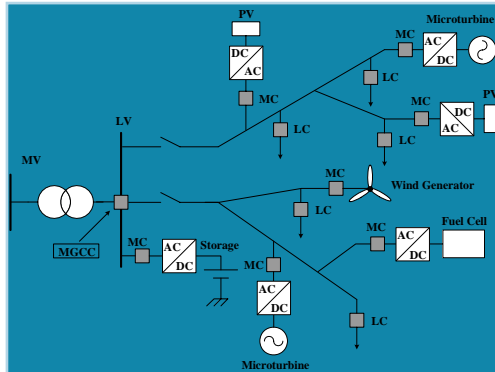 PV
Microturbine
MC
AC
DC
DC
AC
LC
MC
PV
LV
MC
DC
AC
LC
LC
MV
MC
Wind Generator
LC
Fuel Cell
MGCC
MC
AC
DC
Storage
MC
AC
DC
MC
AC
DC
LC
Microturbine